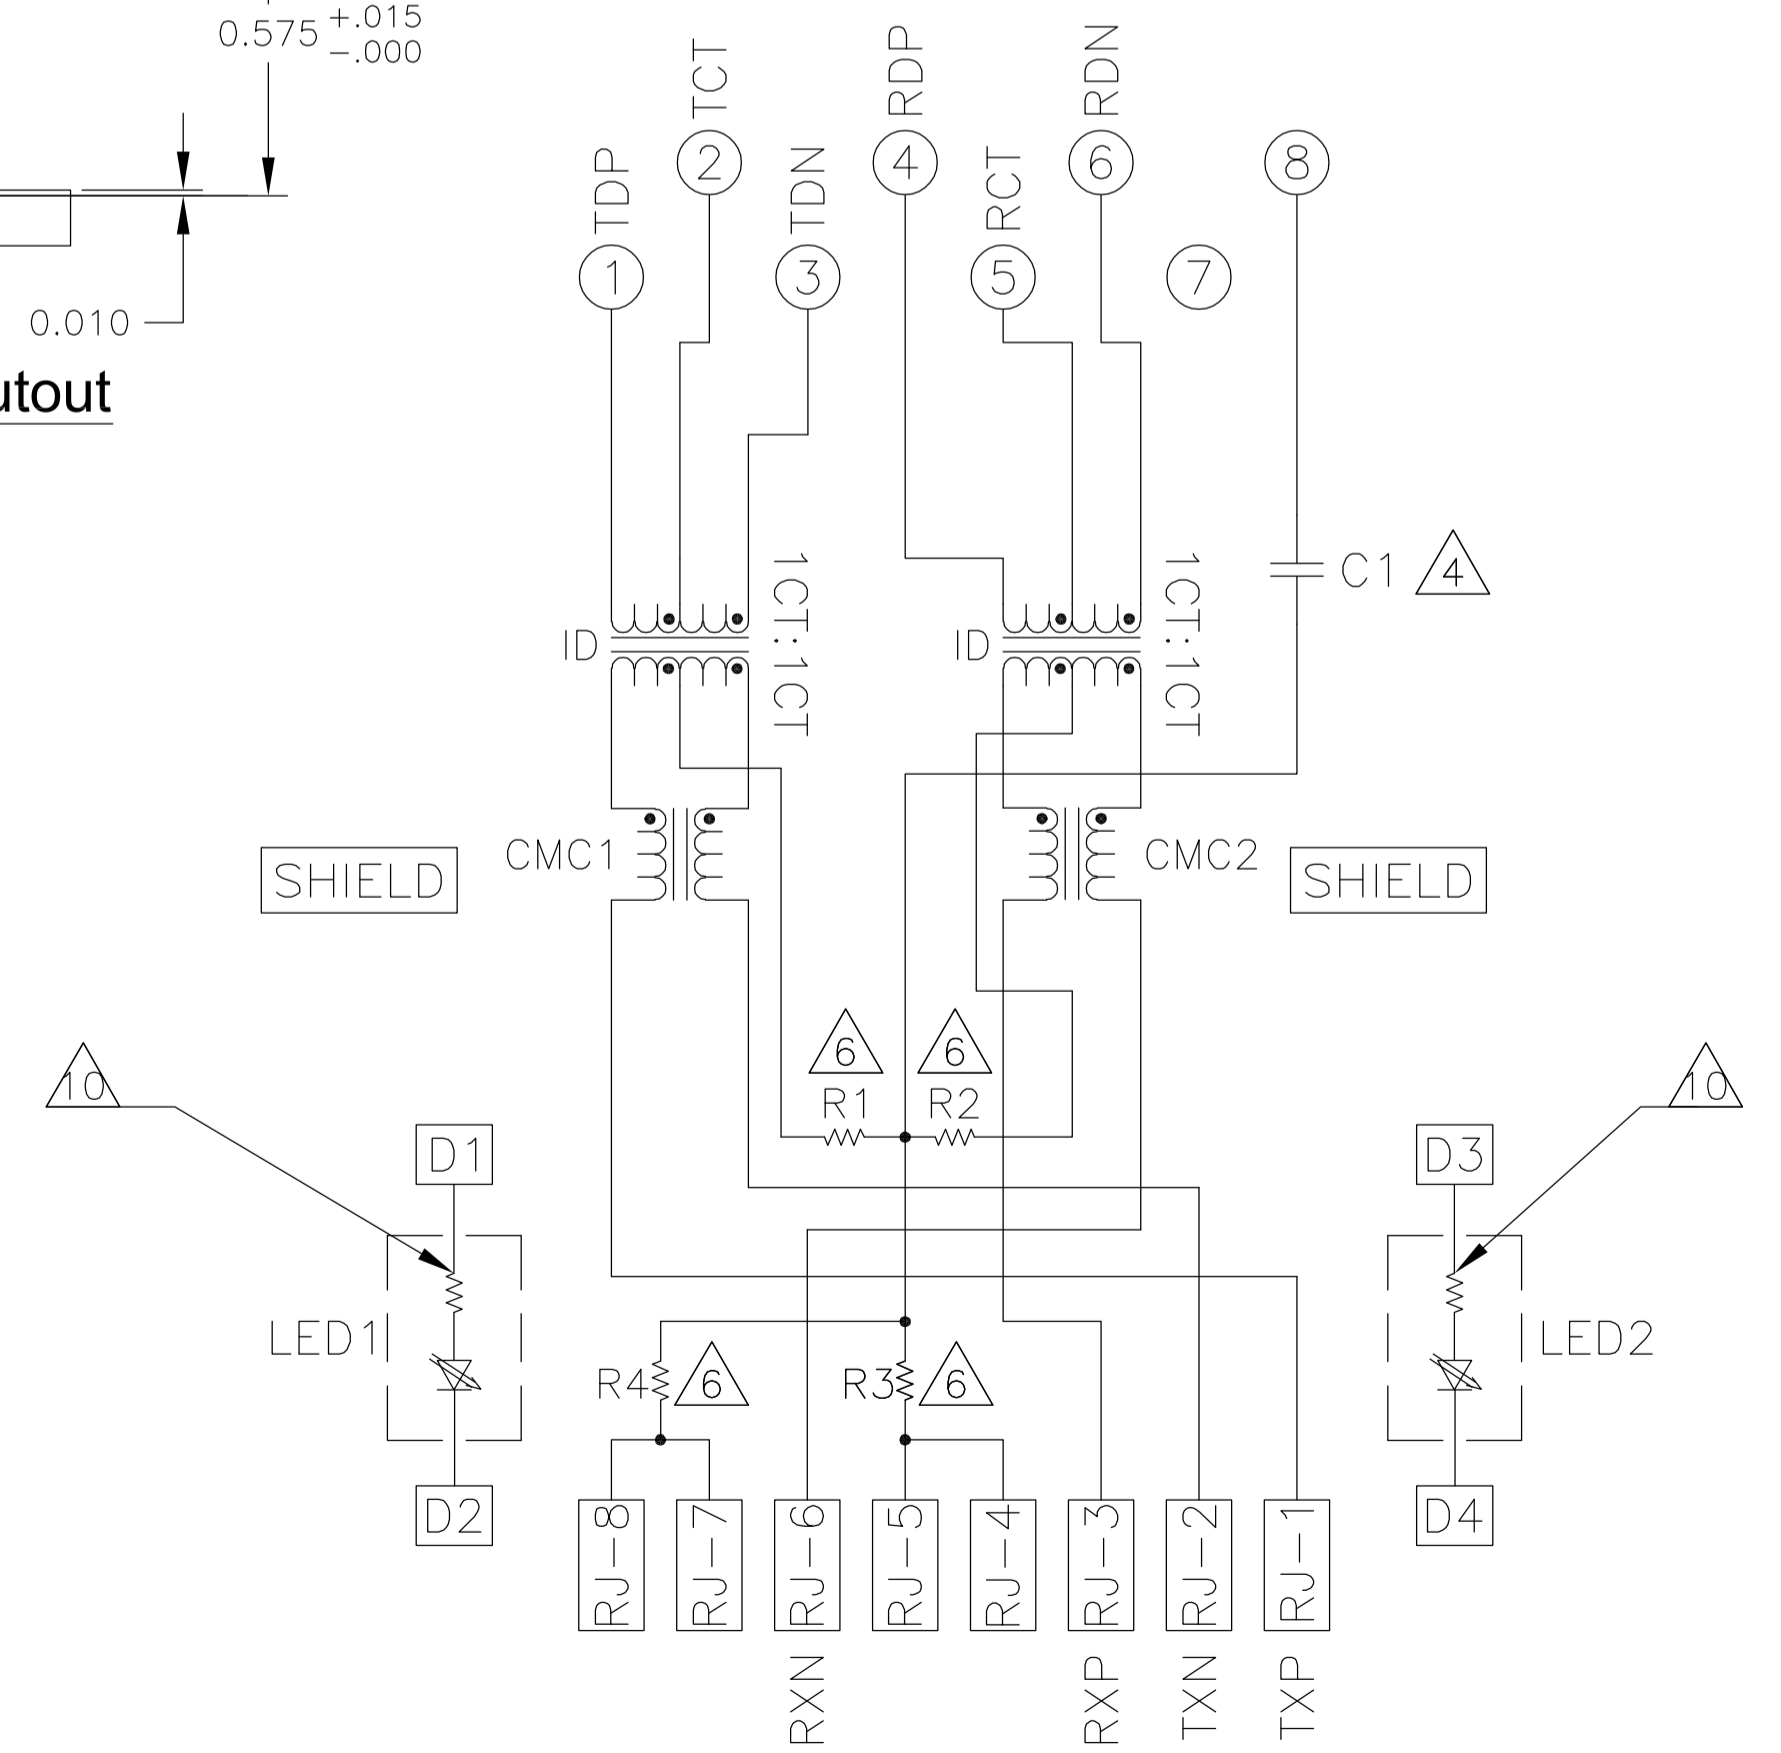 0.575 +.015
-.000
0.010
utout
TDP
TCT
TDN
RDP
RCT
RDN
1
2
3
4
5
6
7
8
ID
1CT:1CT
ID
1CT:1CT
C1
4
CMC1
CMC2
SHIELD
SHIELD
6
6
R1
R2
10
10
D1
D3
LED1
LED2
R4
6
R3
6
D2
D4
RJ-8
RJ-7
RJ-6
RJ-5
RJ-4
RJ-3
RJ-2
RJ-1
RXN
RXP
TXN
TXP